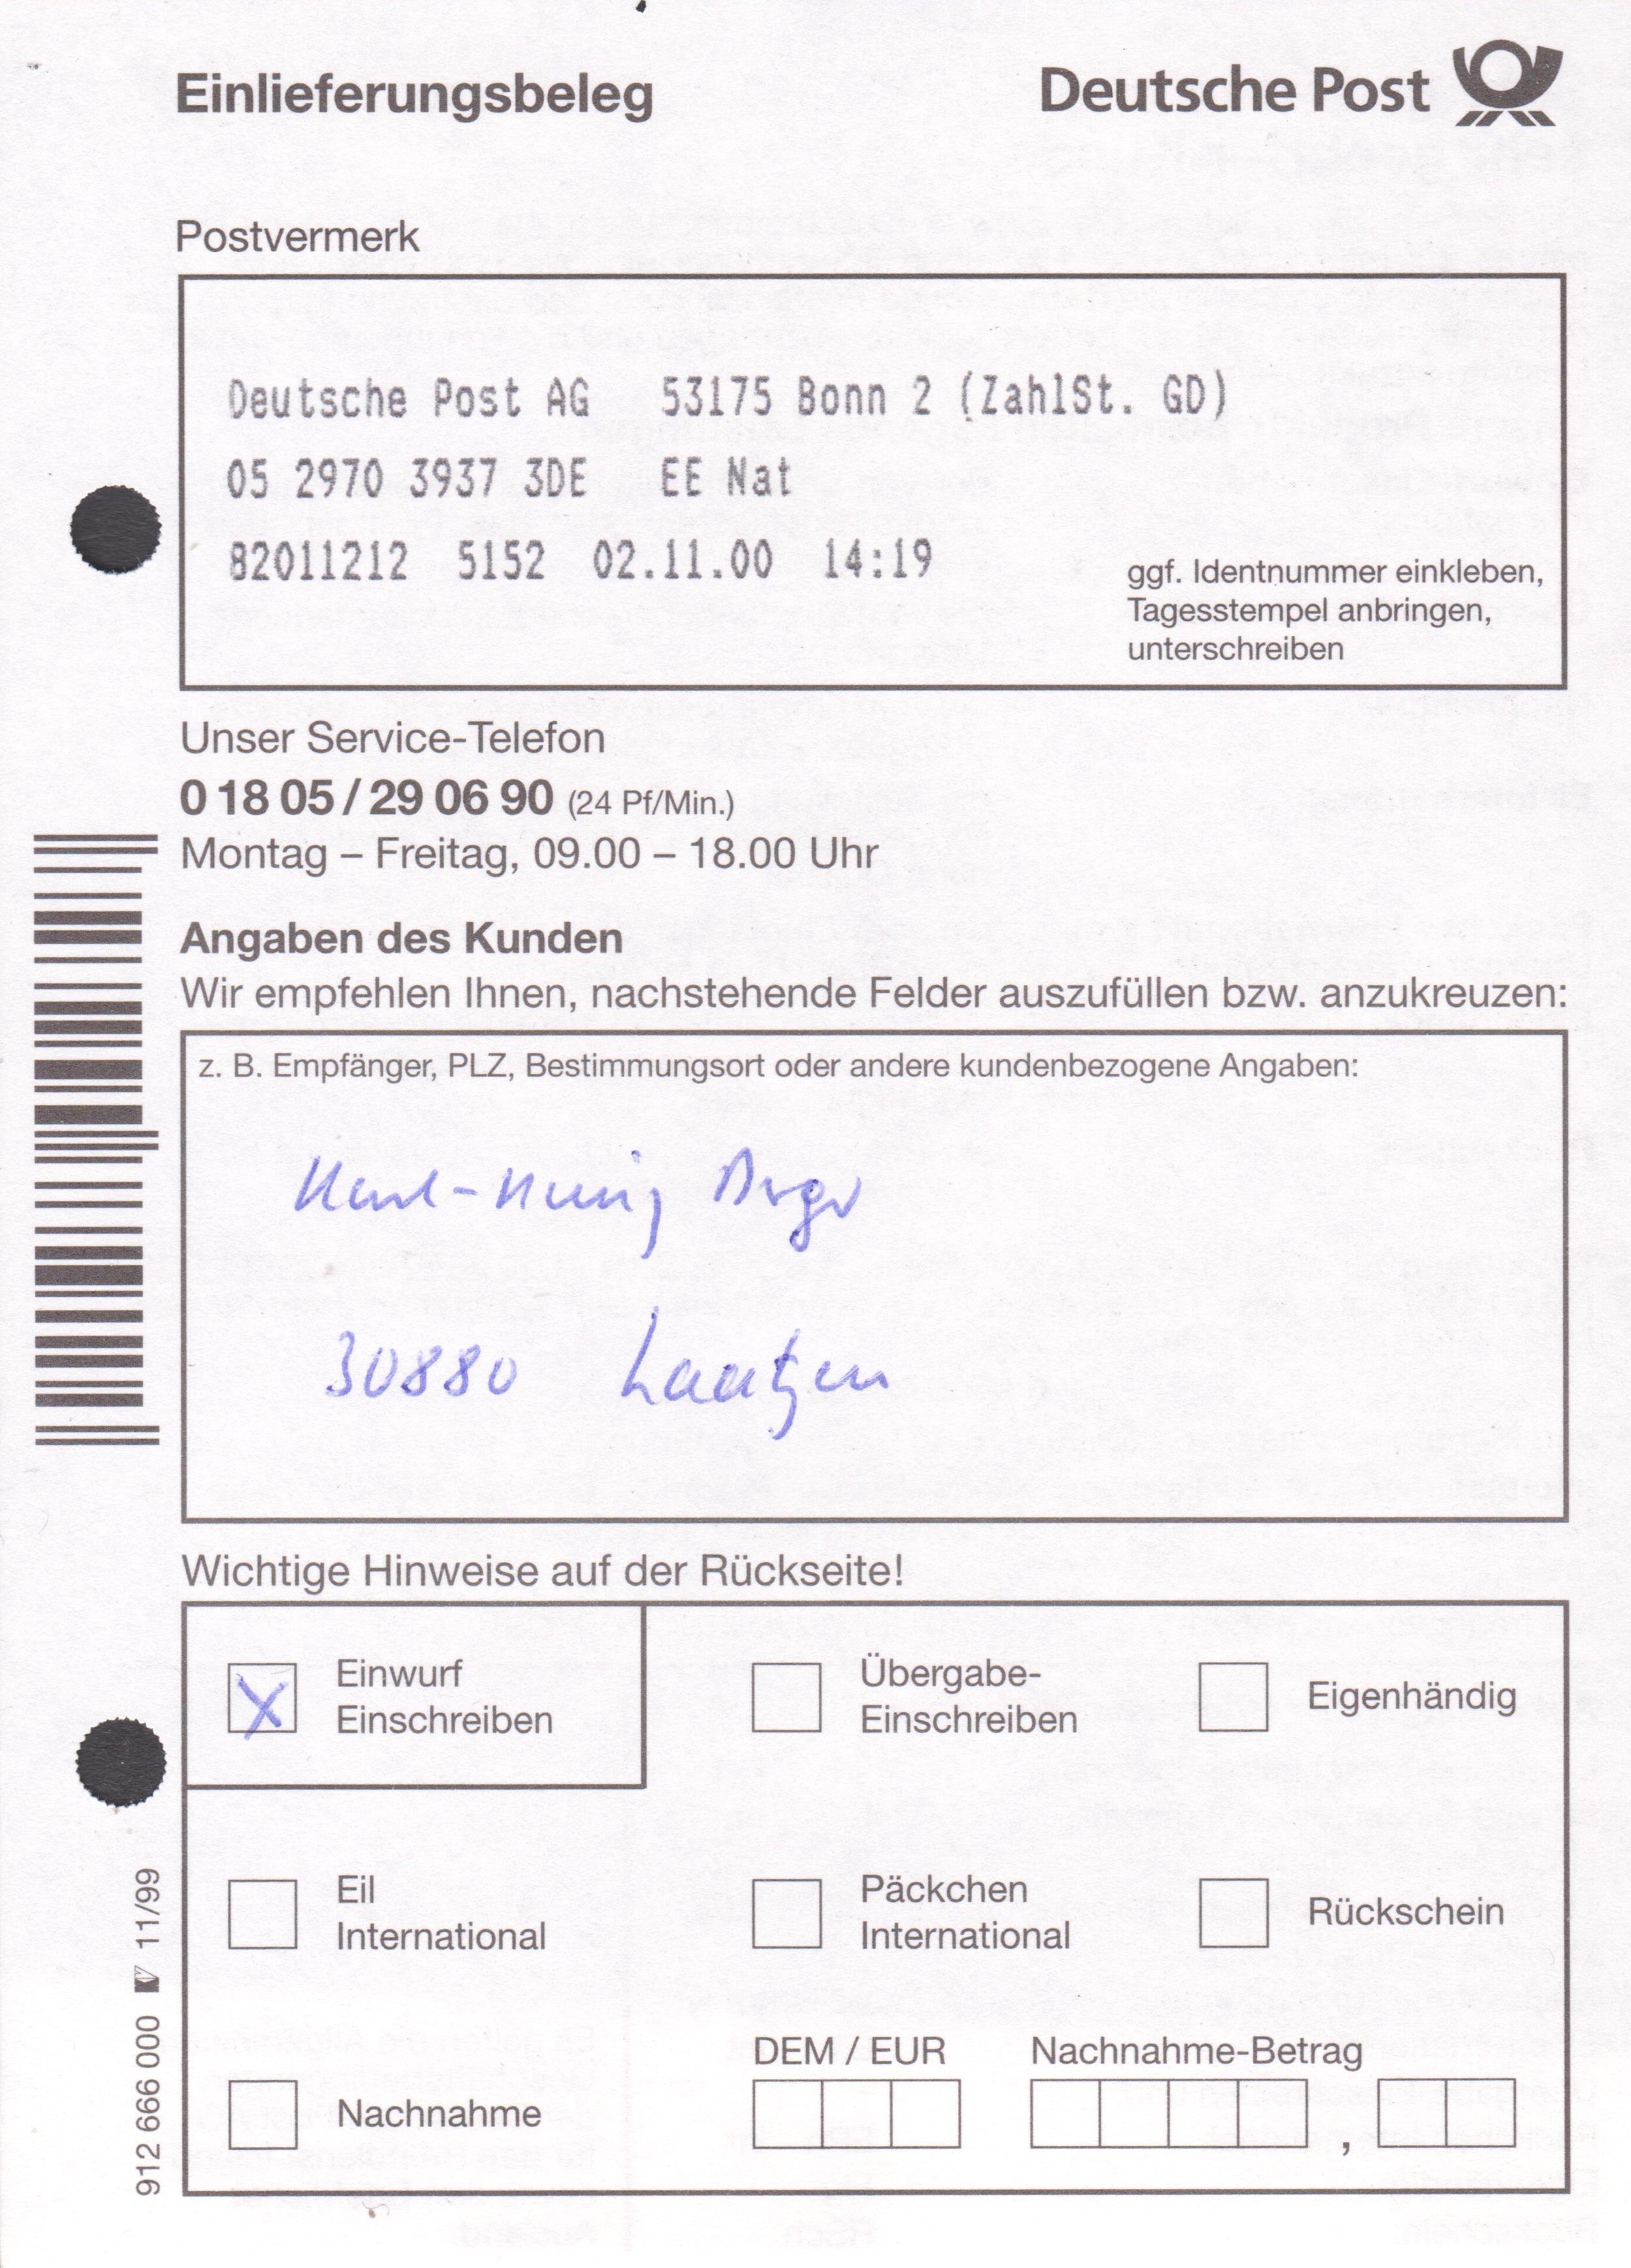 Einlieferungsbeleg
Deutsche Post
Postvermerk
Deutsche Post AG 53175 Bonn 2 (ZahlSt. GD)
05 2970 3937 3DE EE Nat
82011212 5152 02.11.00 14:19
ggf. Identnummer einkleben,
Tagesstempel anbringen,
unterschreiben
Unser Service-Telefon
0 18 05 / 29 06 90 (24 Pf/Min.)
Montag – Freitag, 09.00 – 18.00 Uhr
Angaben des Kunden
Wir empfehlen Ihnen, nachstehende Felder auszufüllen bzw. anzukreuzen:
z. B. Empfänger, PLZ, Bestimmungsort oder andere kundenbezogene Angaben:
30880 Laatzen
Wichtige Hinweise auf der Rückseite!
X
Einwurf
Einschreiben
Übergabe-
Einschreiben
Eigenhändig
Eil
International
Päckchen
International
Rückschein
Nachnahme
DEM / EUR
Nachnahme-Betrag
,
912 666 000 11/99